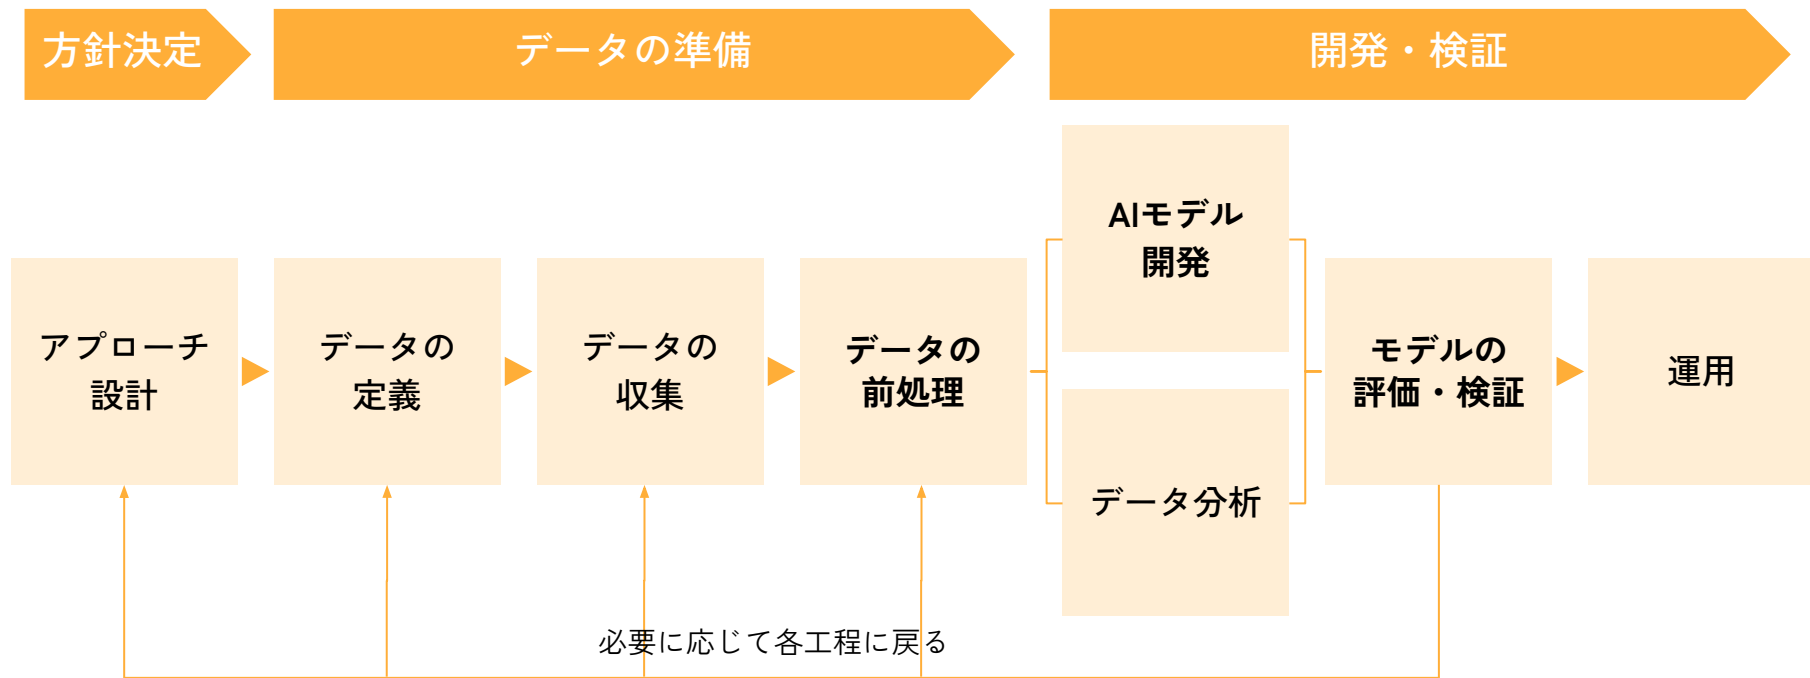 方針決定
データの準備
開発・検証
アプローチ
設計
データの
定義
データの
収集
データの
前処理
AIモデル
開発
データ分析
モデルの
評価・検証
運用
必要に応じて各工程に戻る